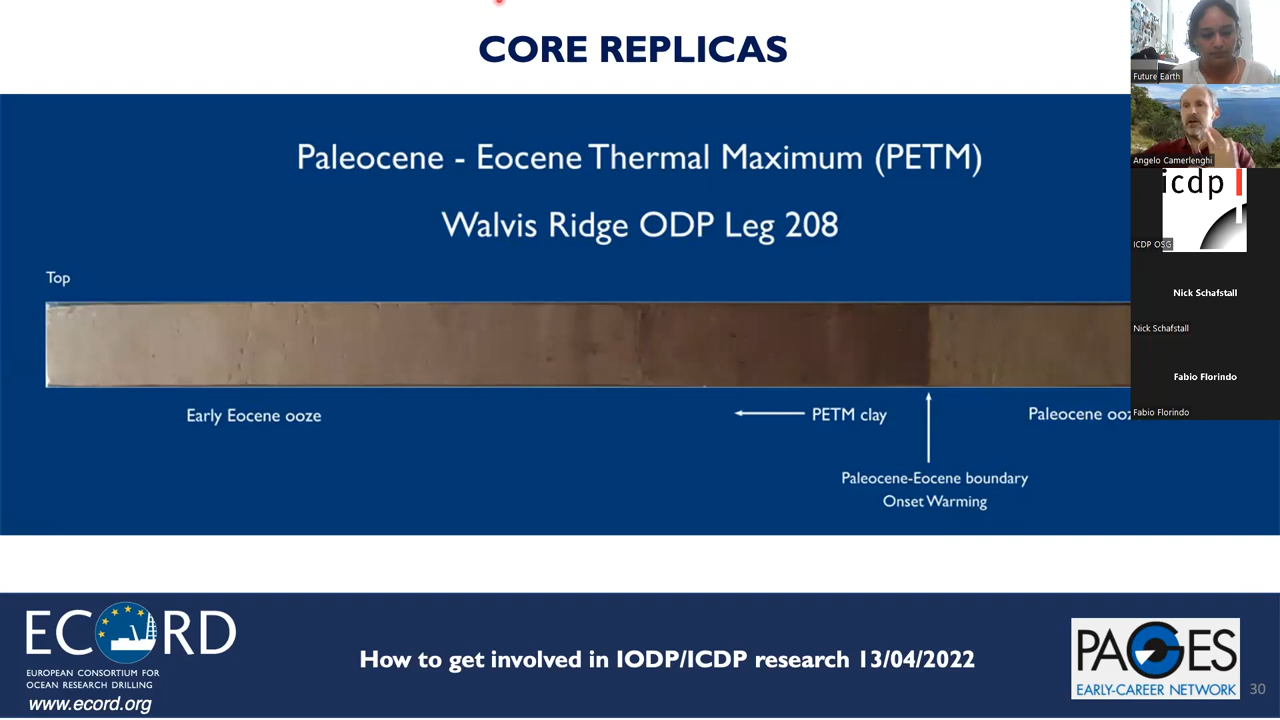 CORE REPLICAS
Paleocene - Eocene Thermal Maximum (PETM)
Walvis Ridge ODP Leg 208
Top
Early Eocene ooze
PETM clay
Paleocene ooz
Paleocene-Eocene boundary
Onset Warming
Future Earth
Angelo Camerlenghi
icdp
ICDP OSG
Nick Schafstall
Nick Schafstall
Fabio Florindo
Fabio Florindo
ECORD
EUROPEAN CONSORTIUM FOR
OCEAN RESEARCH DRILLING
www.ecord.org
How to get involved in IODP/ICDP research 13/04/2022
PAGES
EARLY-CAREER NETWORK
30